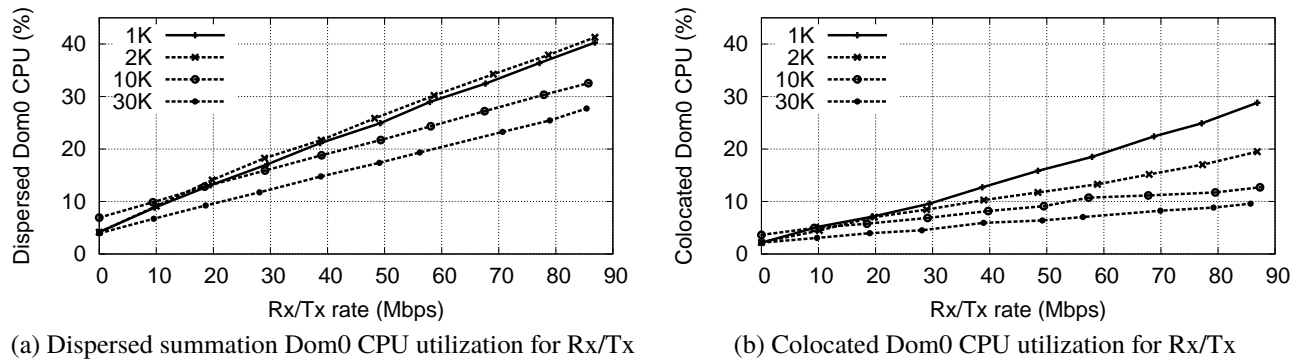 Dispersed Dom0 CPU (%)
40
30
20
10
0
1K
2K
10K
30K
0 10 20 30 40 50 60 70 80 90
Rx/Tx rate (Mbps)
(a) Dispersed summation Dom0 CPU utilization for Rx/Tx
Colocated Dom0 CPU (%)
40
30
20
10
0
1K
2K
10K
30K
0 10 20 30 40 50 60 70 80 90
Rx/Tx rate (Mbps)
(b) Colocated Dom0 CPU utilization for Rx/Tx